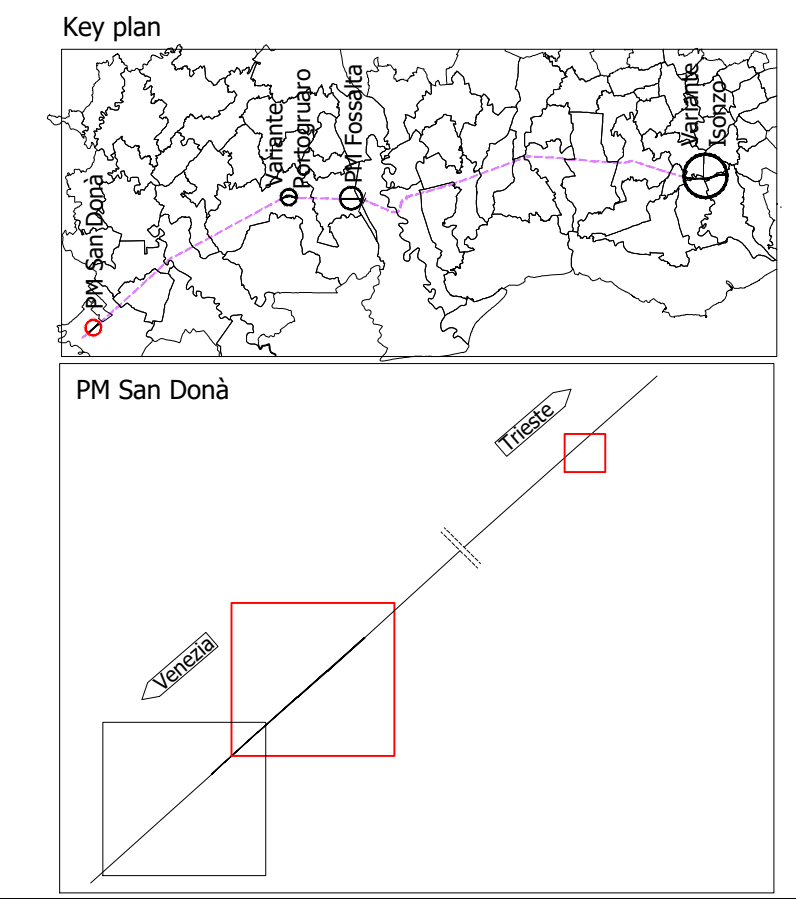 Key plan
PM San Donà
Variante
Portogruaro
PM Fossalta
Variante
Isonzo
PM San Donà
Trieste
Venezia